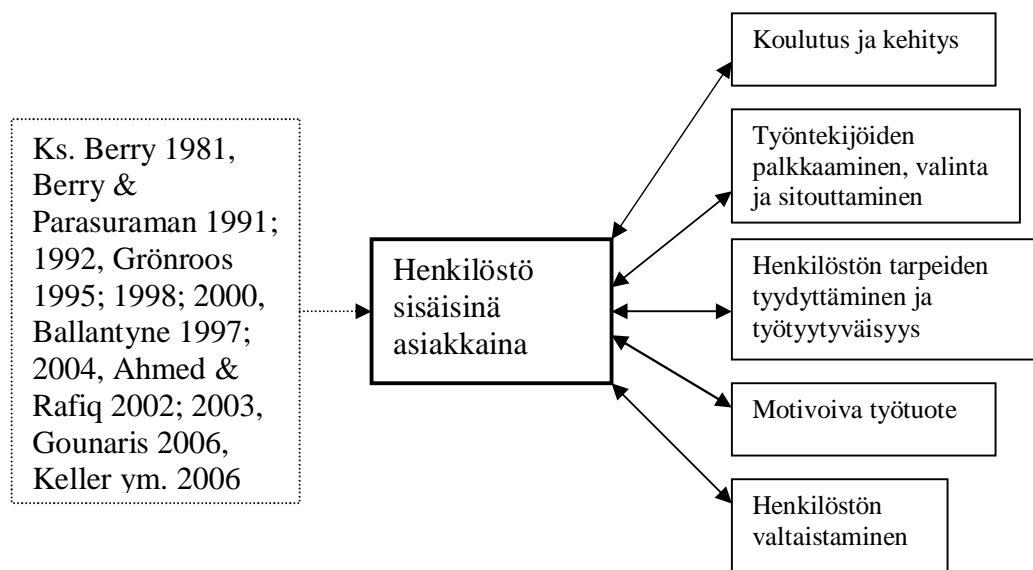 Ks. Berry 1981,
Berry &
Parasuraman 1991;
1992, Grönroos
1995; 1998; 2000,
Ballantyne 1997;
2004, Ahmed &
Rafiq 2002; 2003,
Gounaris 2006,
Keller ym. 2006
Henkilöstö
sisäisinä
asiakkaina
Koulutus ja kehitys
Työntekijöiden
palkkaaminen, valinta
ja sitouttaminen
Henkilöstön tarpeiden
tyydyttäminen ja
työtyytyväisyys
Motivoiva työtuote
Henkilöstön
valtaistaminen